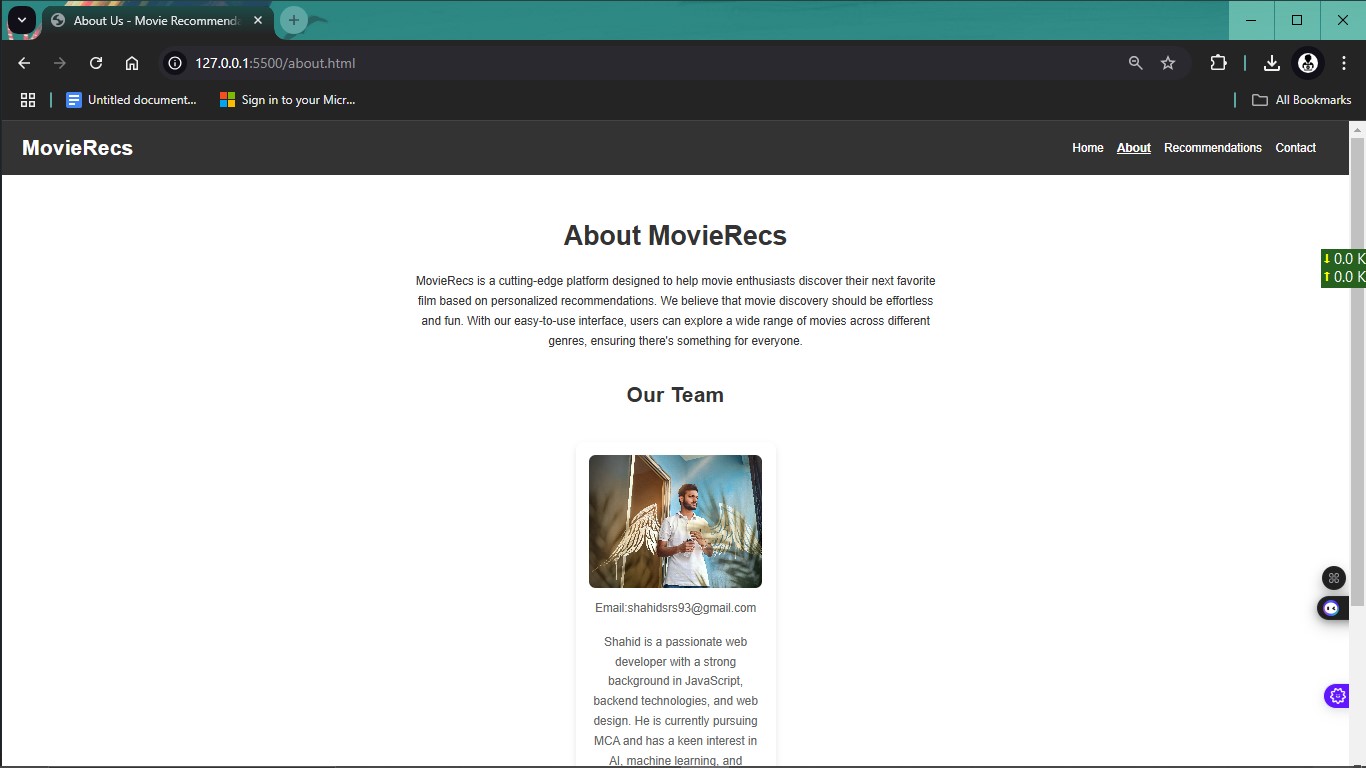 About Us - Movie Recommend
127.0.0.1:5500/about.html
Untitled document...
Sign in to your Micr...
All Bookmarks
MovieRecs
Home
About
Recommendations
Contact
About MovieRecs
MovieRecs is a cutting-edge platform designed to help movie enthusiasts discover their next favorite
film based on personalized recommendations. We believe that movie discovery should be effortless
and fun. With our easy-to-use interface, users can explore a wide range of movies across different
genres, ensuring there's something for everyone.
0.0 K
0.0 K
Our Team
Email:shahidsrs93@gmail.com
Shahid is a passionate web
developer with a strong
background in JavaScript,
backend technologies, and web
design. He is currently pursuing
MCA and has a keen interest in
AI, machine learning, and